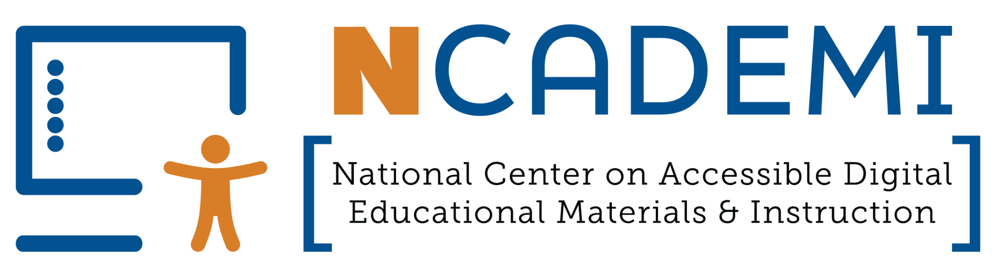 NCADEMI
National Center on Accessible Digital
Educational Materials & Instruction